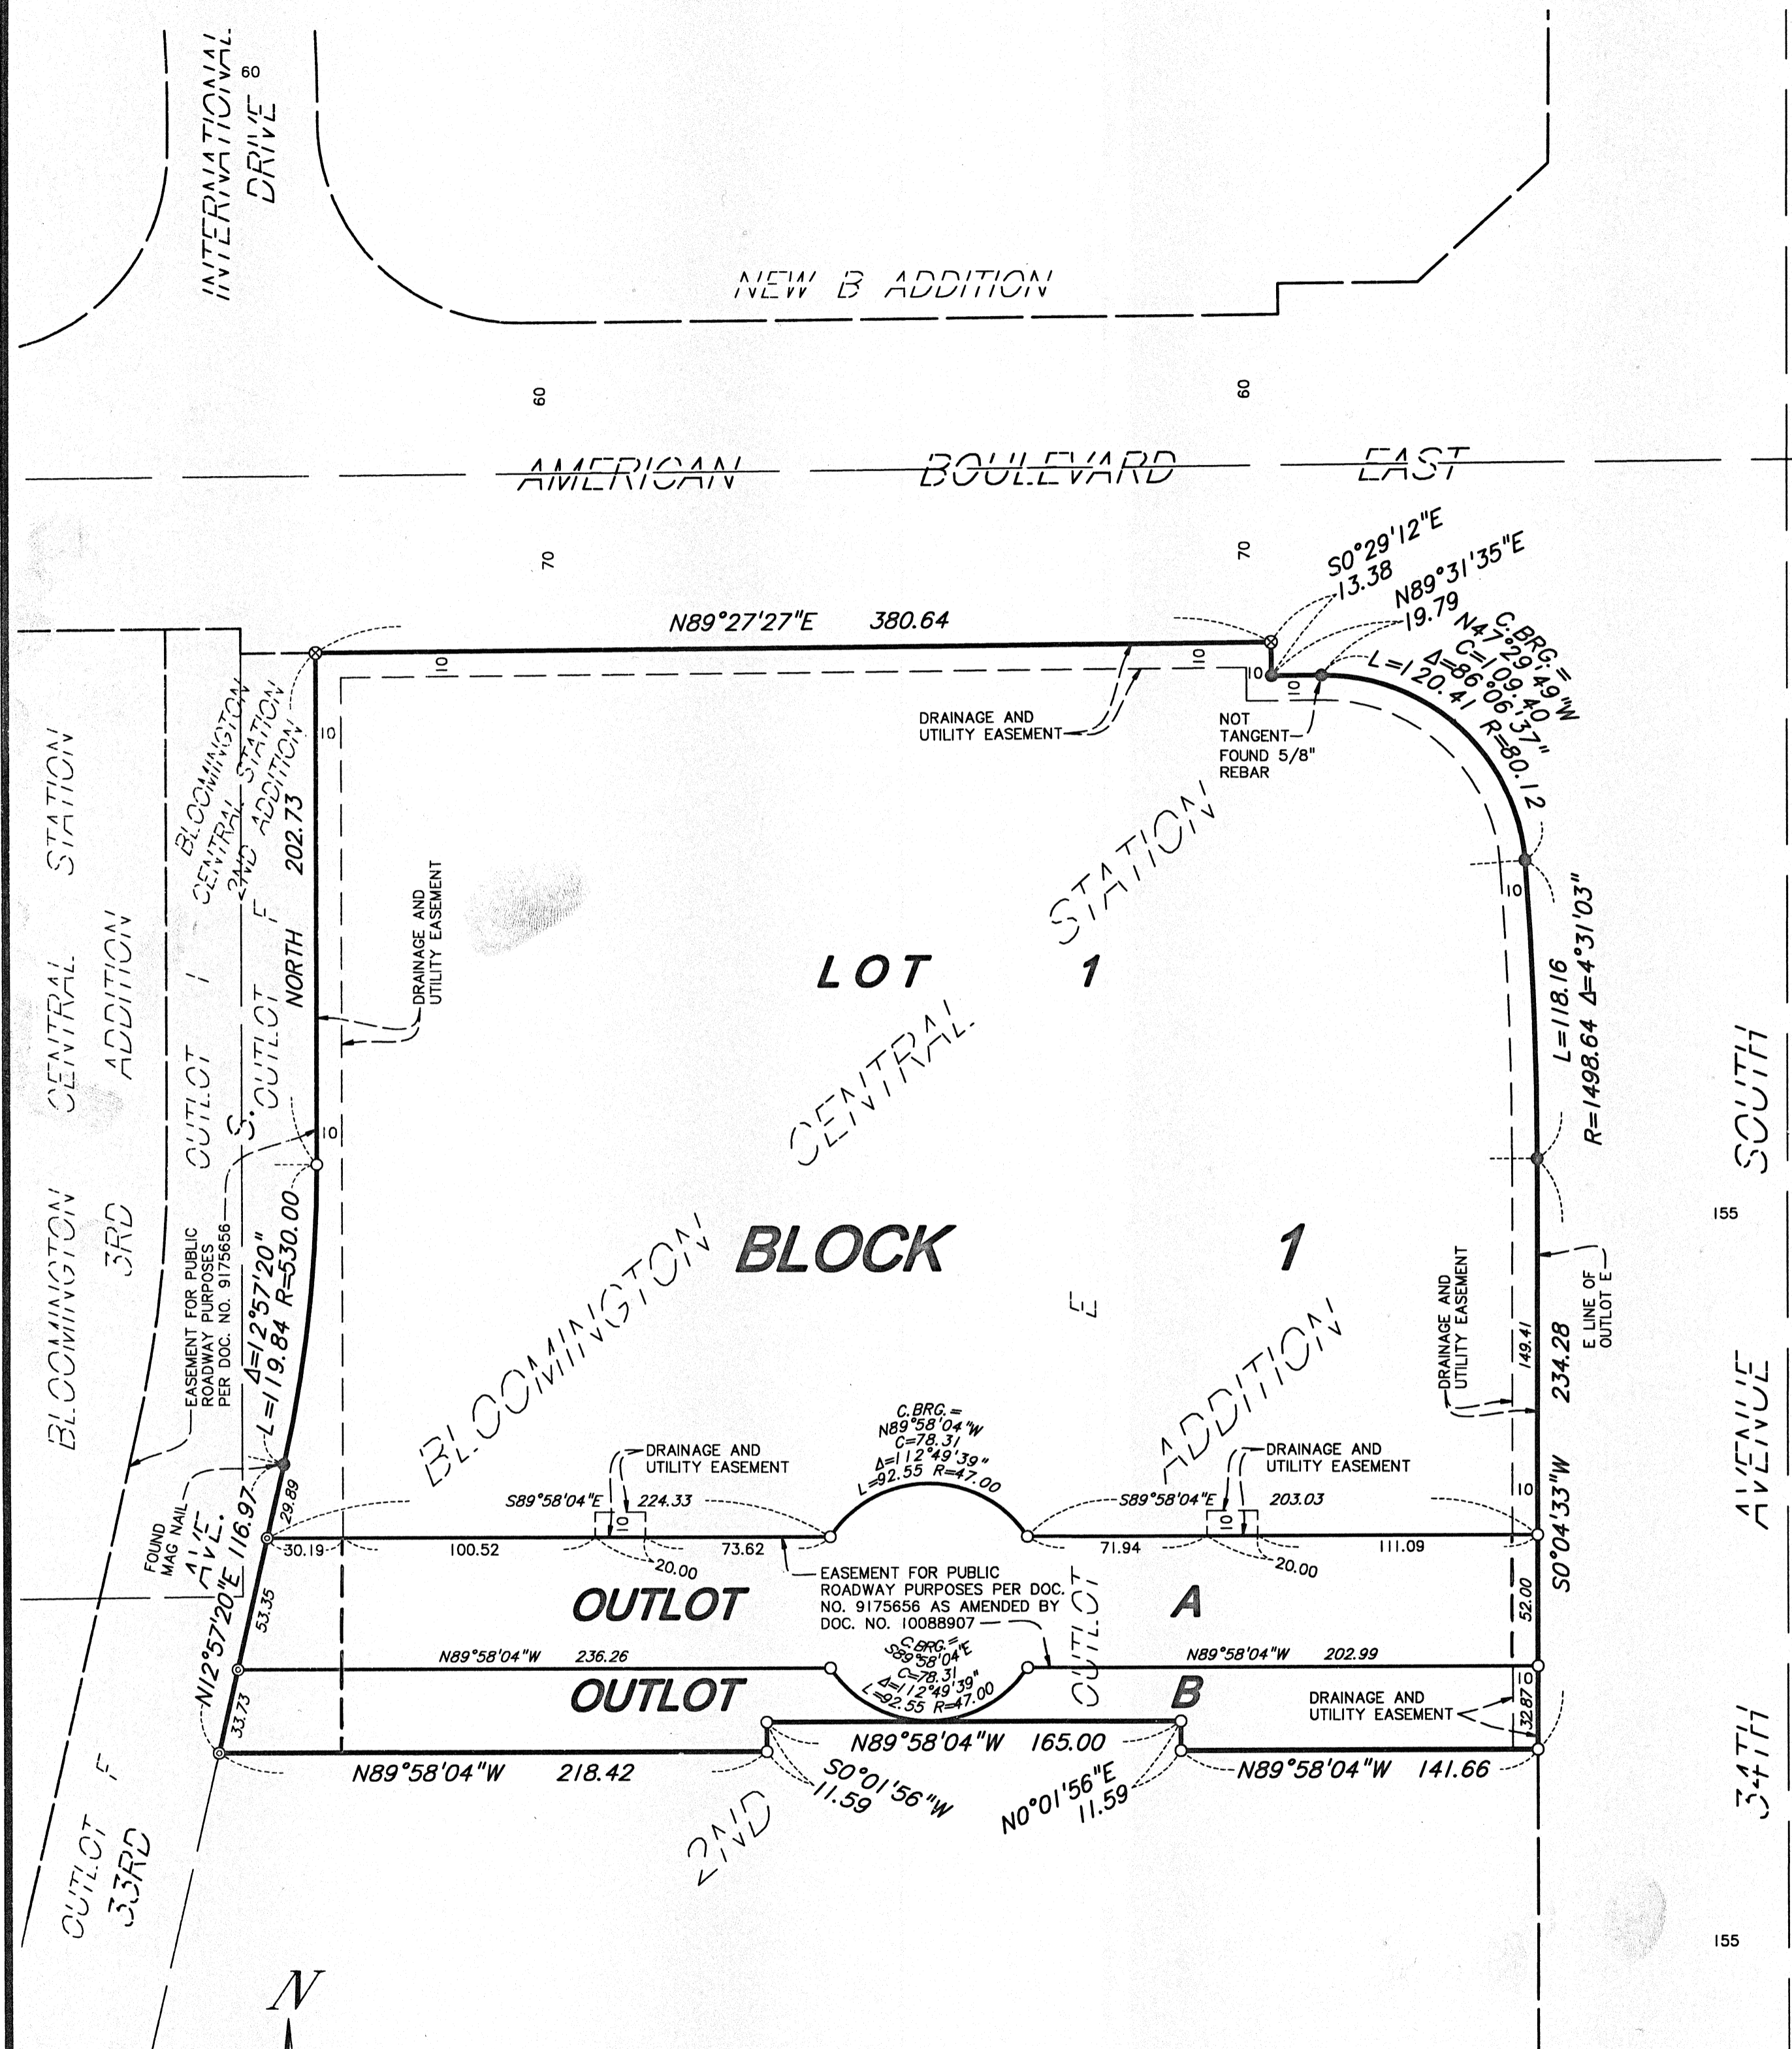 INTERNATIONAL
DRIVE
60
NEW B ADDITION
60
60
AMERICAN BOULEVARD EAST
70
70
S0°29'12"E
13.38
N89°31'35"E
19.79
C.BRG.=
N47°29'49"W
C=109.40
Δ=86°06'37"
L=120.41 R=80.12
N89°27'27"E 380.64
10
10
10
10
10
DRAINAGE AND
UTILITY EASEMENT
NOT
TANGENT
FOUND 5/8"
REBAR
BLOOMINGTON CENTRAL STATION
3RD ADDITION
BLOOMINGTON
CENTRAL STATION
2ND ADDITION
OUTLOT I
OUTLOT F
NORTH 202.73
DRAINAGE AND
UTILITY EASEMENT
10
LOT 1
BLOCK 1
BLOOMINGTON CENTRAL STATION
2ND ADDITION
OUTLOT E
10
L=118.16
R=1498.64 Δ=4°31'03"
34TH AVENUE SOUTH
155
155
S.
EASEMENT FOR PUBLIC
ROADWAY PURPOSES
PER DOC. NO. 9175656
Δ=12°57'20"
L=119.84 R=530.00
DRAINAGE AND
UTILITY EASEMENT
149.41
E LINE OF
OUTLOT E
S0°04'33"W 234.28
10
C.BRG.=
N89°58'04"W
C=78.31
Δ=112°49'39"
L=92.55 R=47.00
DRAINAGE AND
UTILITY EASEMENT
DRAINAGE AND
UTILITY EASEMENT
FOUND
MAG NAIL
AVE.
29.89
S89°58'04"E 224.33
10
S89°58'04"E 203.03
10
30.19
100.52
20.00
73.62
71.94
20.00
111.09
EASEMENT FOR PUBLIC
ROADWAY PURPOSES PER DOC.
NO. 9175656 AS AMENDED BY
DOC. NO. 10088907
OUTLOT A
N12°57'20"E 116.97
53.35
52.00
N89°58'04"W 236.26
C.BRG.=
S89°58'04"E
C=78.31
Δ=112°49'39"
L=92.55 R=47.00
N89°58'04"W 202.99
OUTLOT B
33.73
DRAINAGE AND
UTILITY EASEMENT
10
32.87
N89°58'04"W 218.42
N89°58'04"W 165.00
N89°58'04"W 141.66
S0°01'56"W
11.59
N0°01'56"E
11.59
OUTLOT F
33RD
AVE.
N